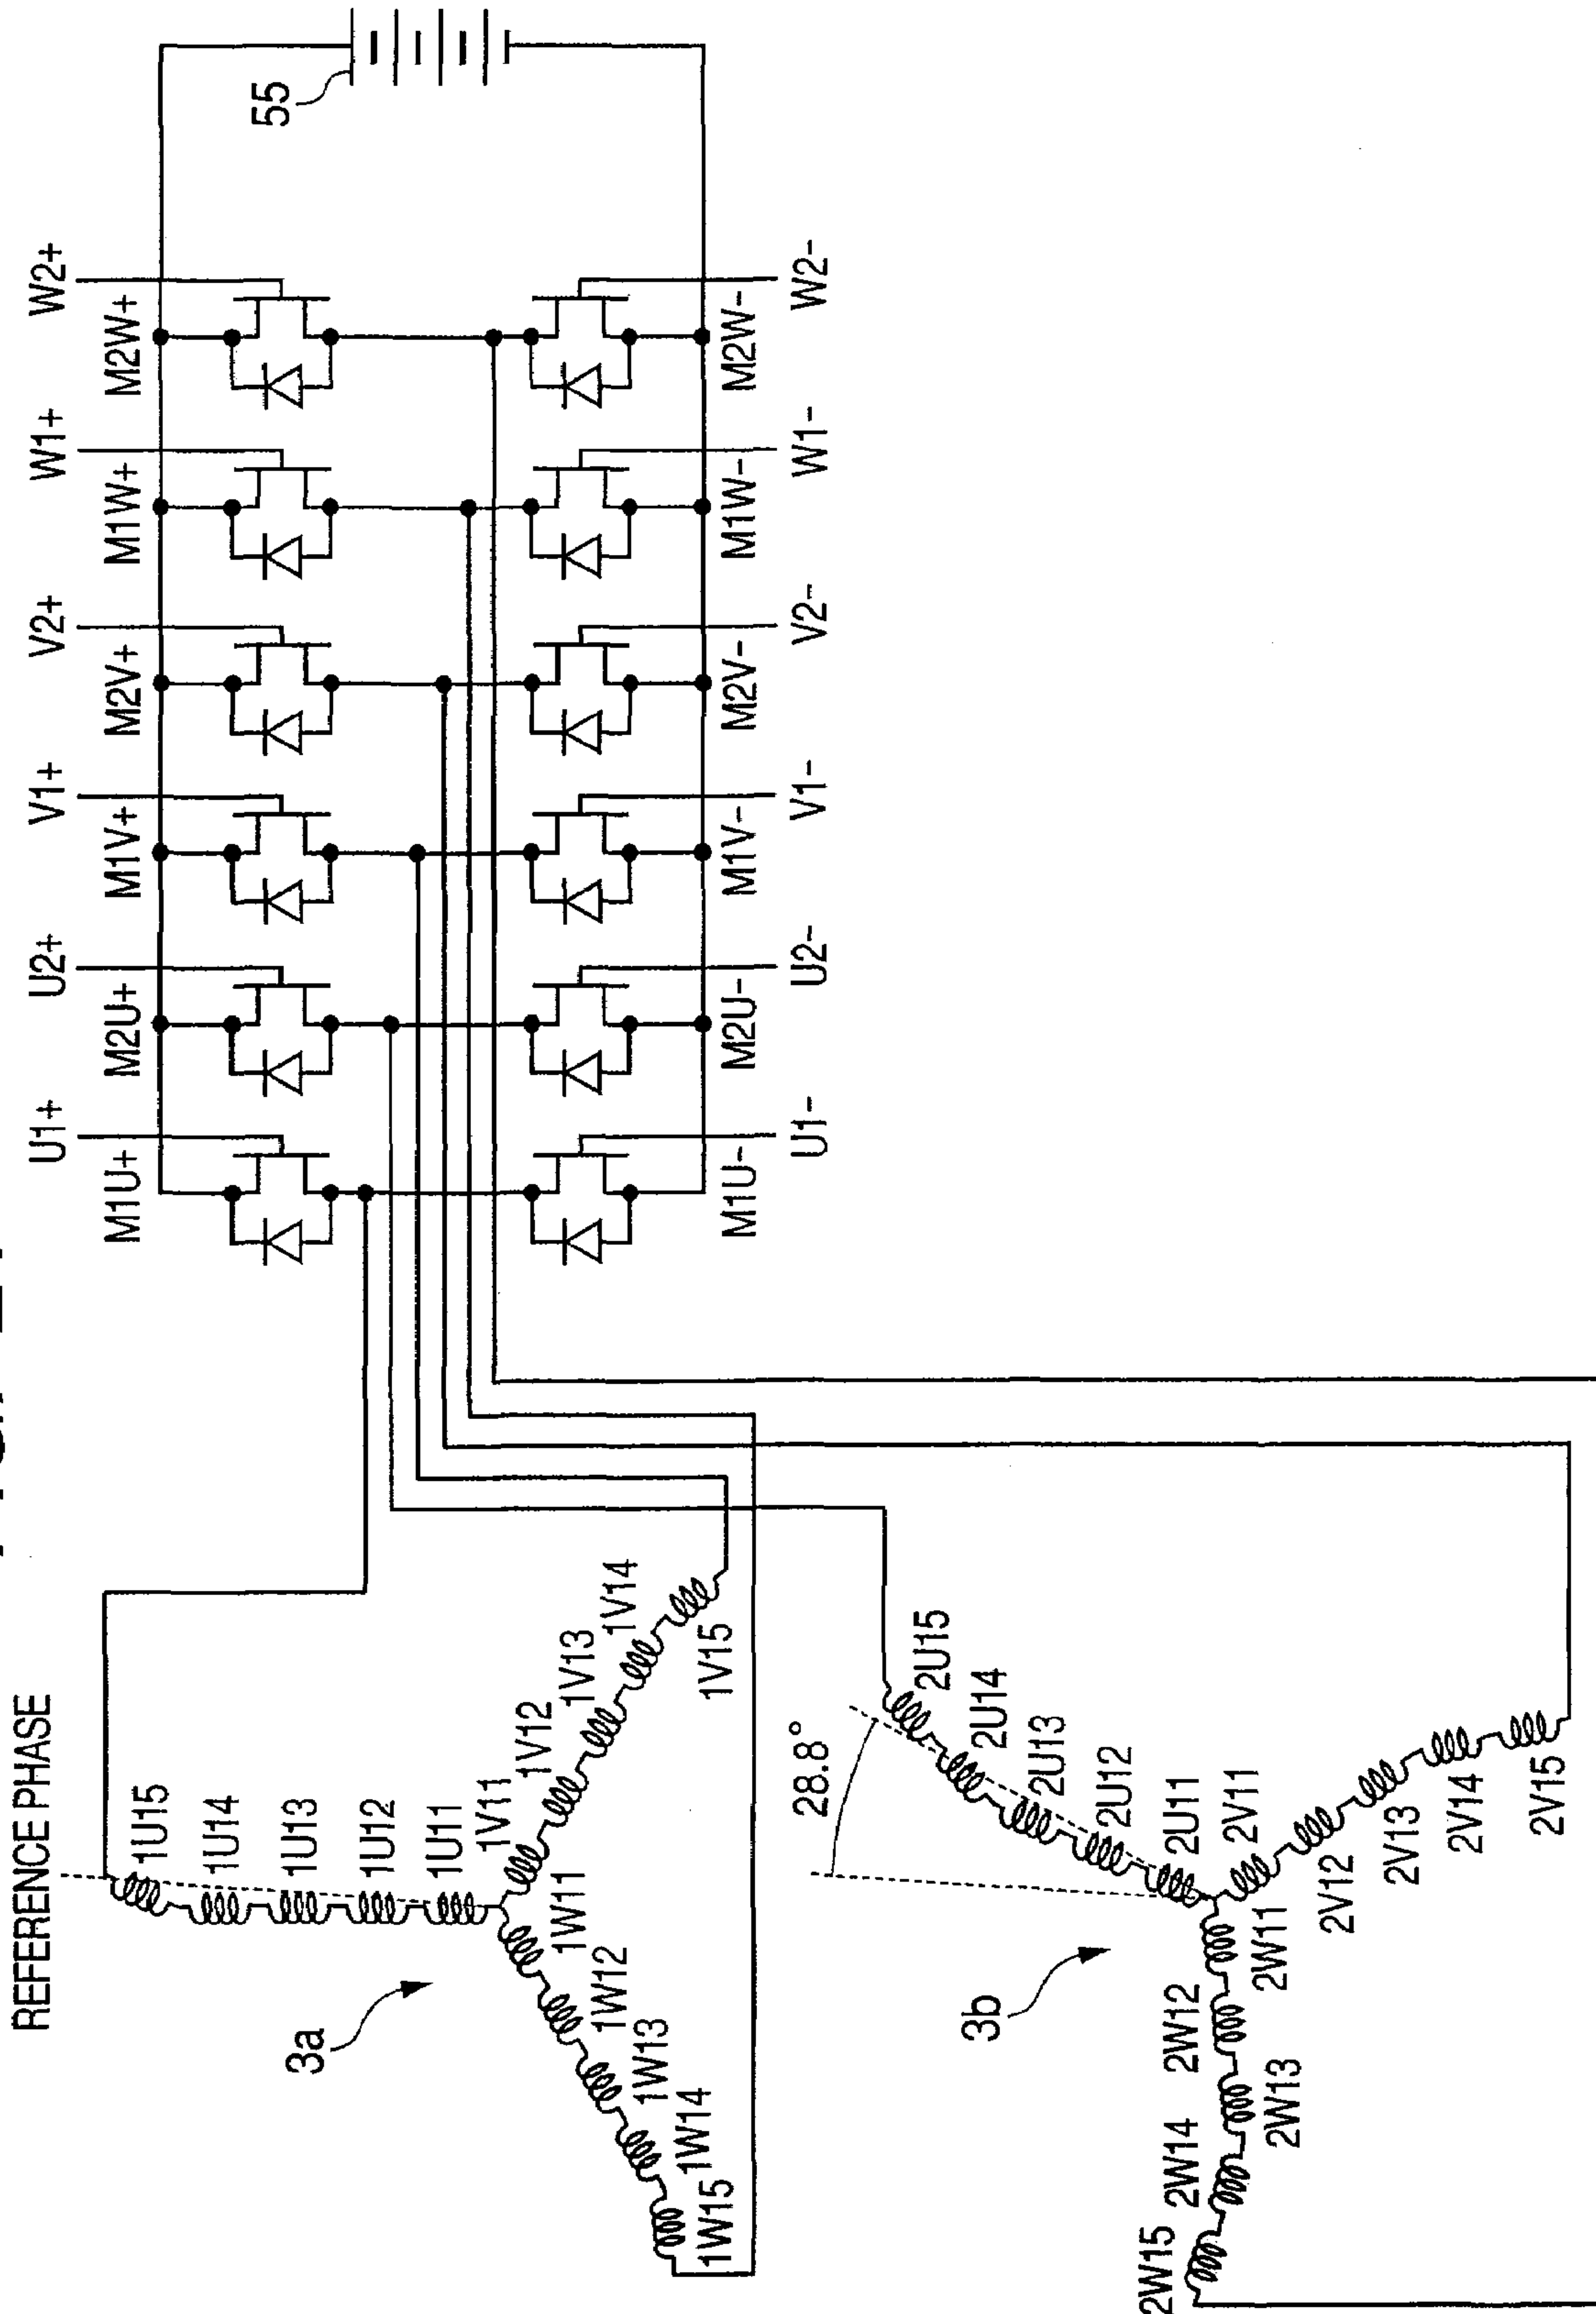 REFERENCE PHASE
55
U1+
U2+
V1+
V2+
W1+
W2+
M1U+
M2U+
M1V+
M2V+
M1W+
M2W+
M1U-
M2U-
M1V-
M2V-
M1W-
M2W-
U1-
U2-
V1-
V2-
W1-
W2-
3a
1U15
1U14
1U13
1U12
1U11
1V11
1V12
1V13
1V14
1V15
1W11
1W12
1W13
1W14
1W15
28.8°
3b
2U15
2U14
2U13
2U12
2U11
2V11
2V12
2V13
2V14
2V15
2W11
2W12
2W13
2W14
2W15